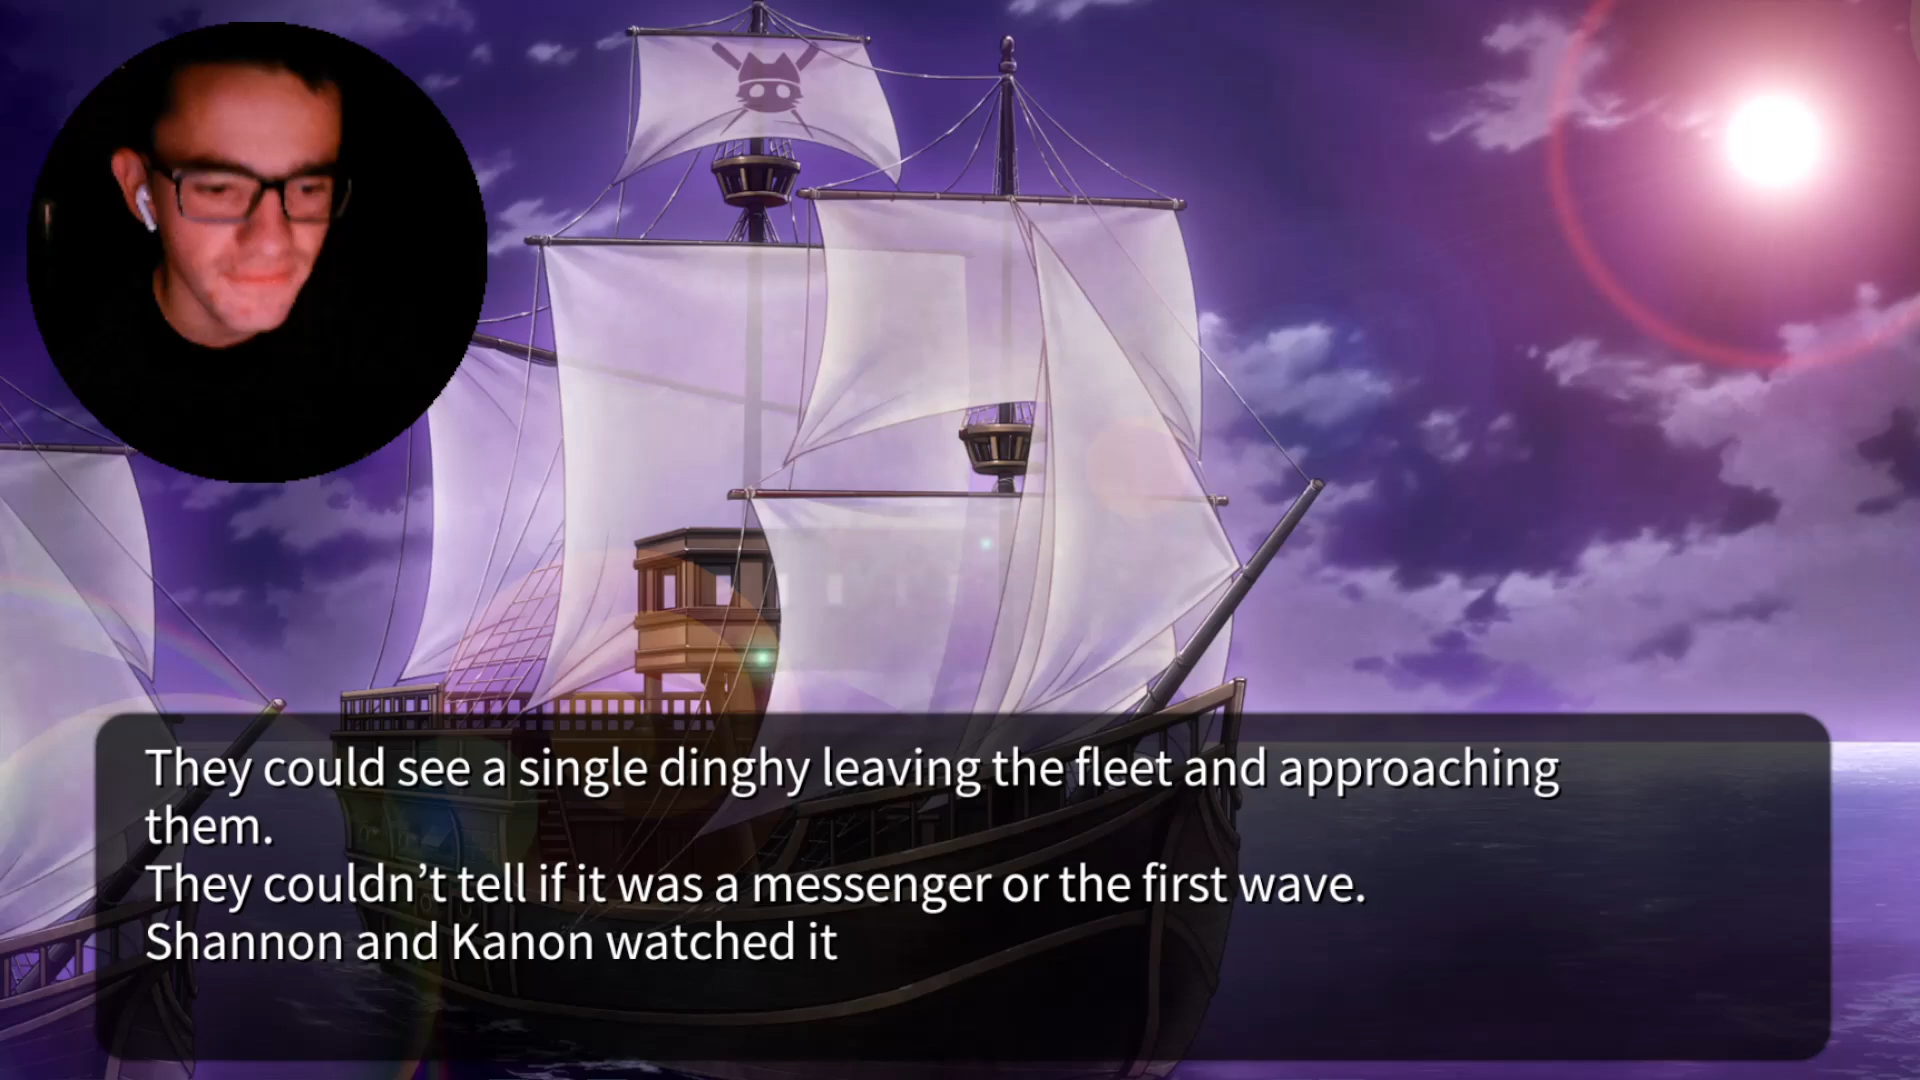 They could see a single dinghy leaving the fleet and approaching
them.
They couldn't tell if it was a messenger or the first wave.
Shannon and Kanon watched it